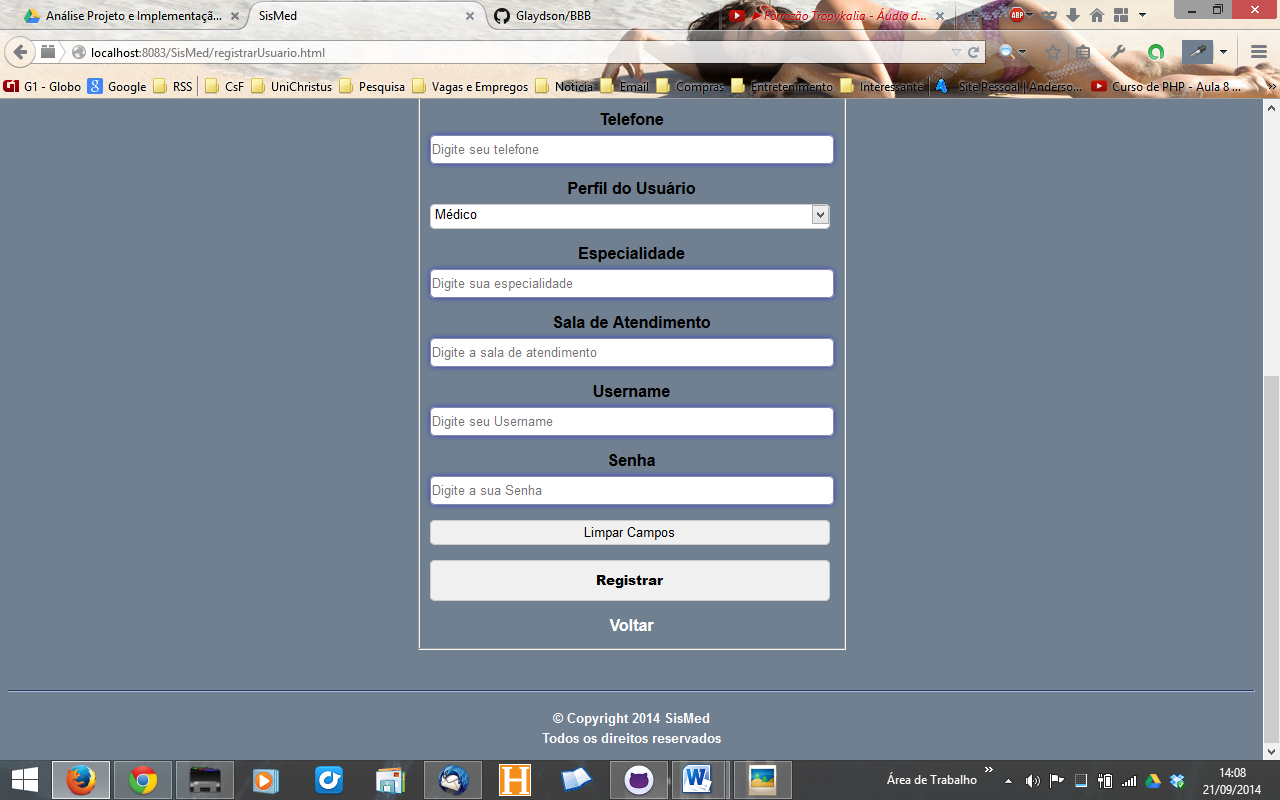 Análise Projeto e Implementaçã...
SisMed
Glaydson/BBB
► Forrozão Tropykalia - Áudio d...
ABP
localhost:8083/SisMed/registrarUsuario.html
G1 - Globo
Google
RSS
CsF
UniChristus
Pesquisa
Vagas e Empregos
Noticia
Email
Compras
Entretenimento
Interessante
Site Pessoal | Anderso...
Curso de PHP - Aula 8 ...
Telefone
Digite seu telefone
Perfil do Usuário
Médico
Especialidade
Digite sua especialidade
Sala de Atendimento
Digite a sala de atendimento
Username
Digite seu Username
Senha
Digite a sua Senha
Limpar Campos
Registrar
Voltar
© Copyright 2014 SisMed
Todos os direitos reservados
Área de Trabalho
14:08
21/09/2014